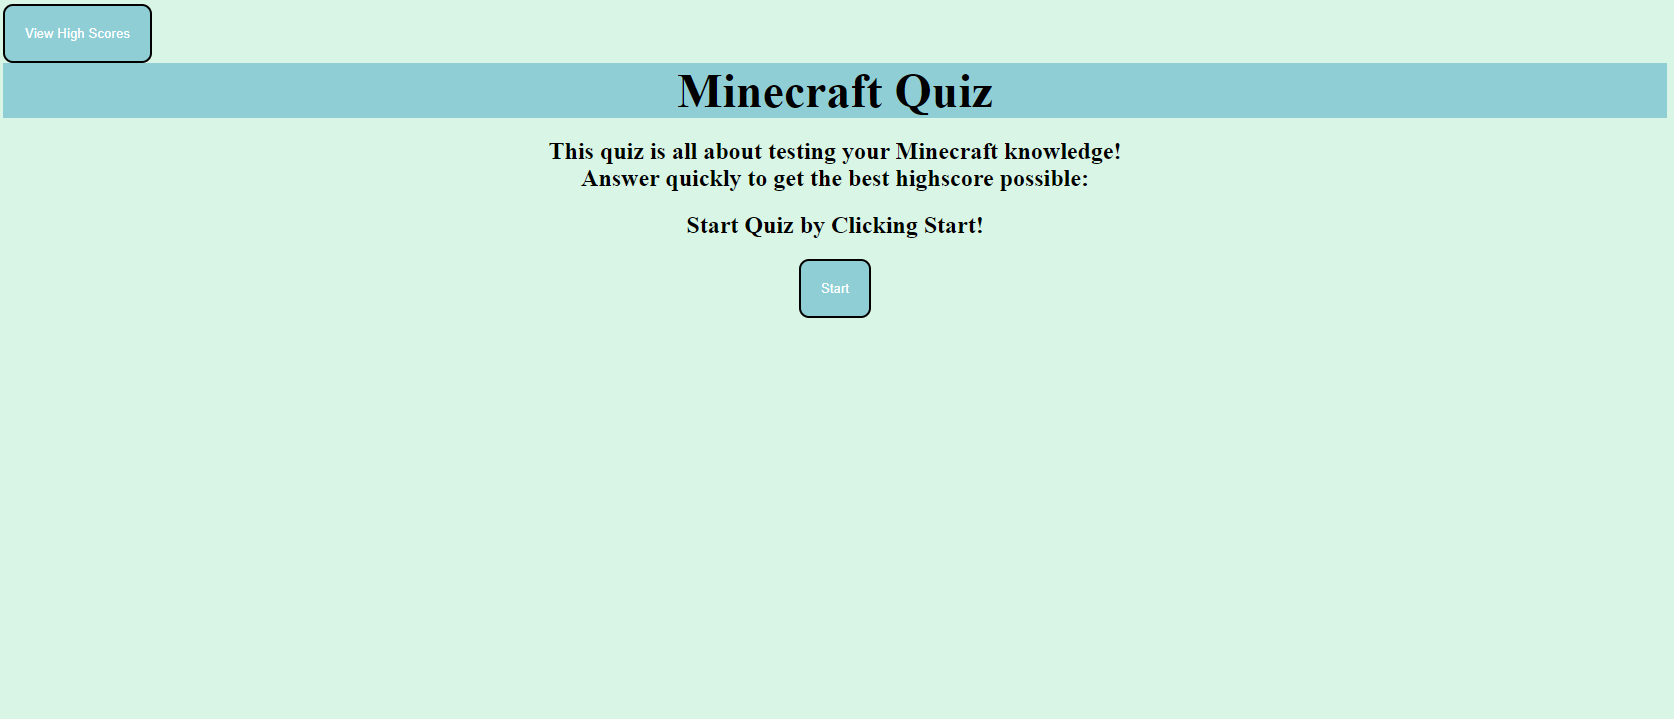 View High Scores
Minecraft Quiz
This quiz is all about testing your Minecraft knowledge!
Answer quickly to get the best highscore possible:
Start Quiz by Clicking Start!
Start